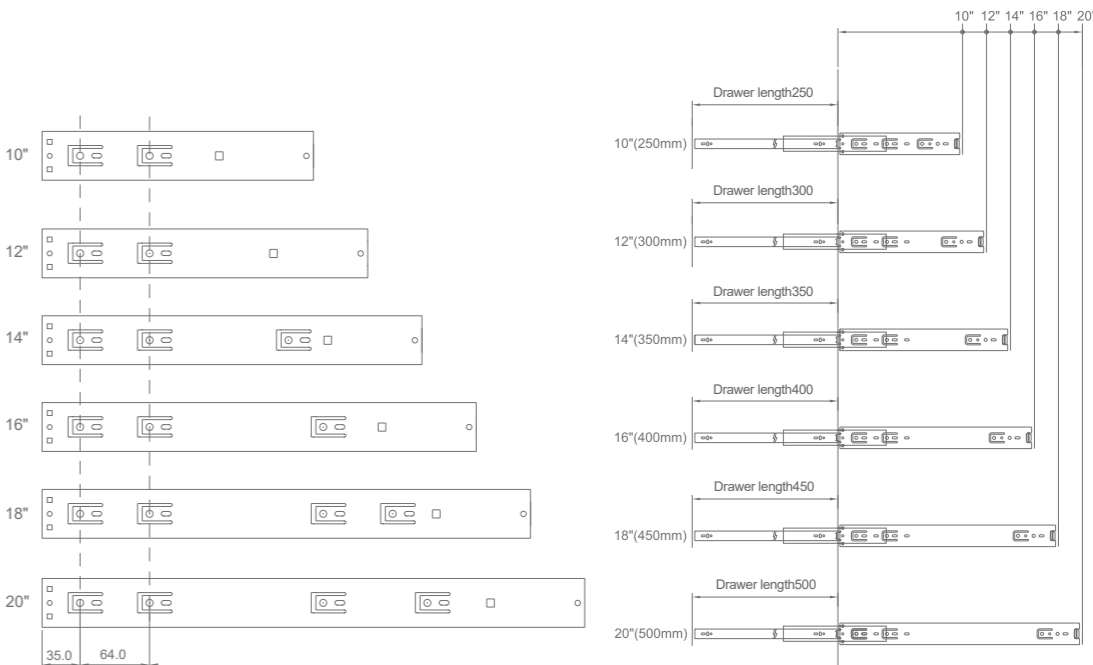 10"
12"
14"
16"
18"
20"
35.0
64.0
10" 12" 14" 16" 18" 20"
Drawer length250
10"(250mm)
Drawer length300
12"(300mm)
Drawer length350
14"(350mm)
Drawer length400
16"(400mm)
Drawer length450
18"(450mm)
Drawer length500
20"(500mm)